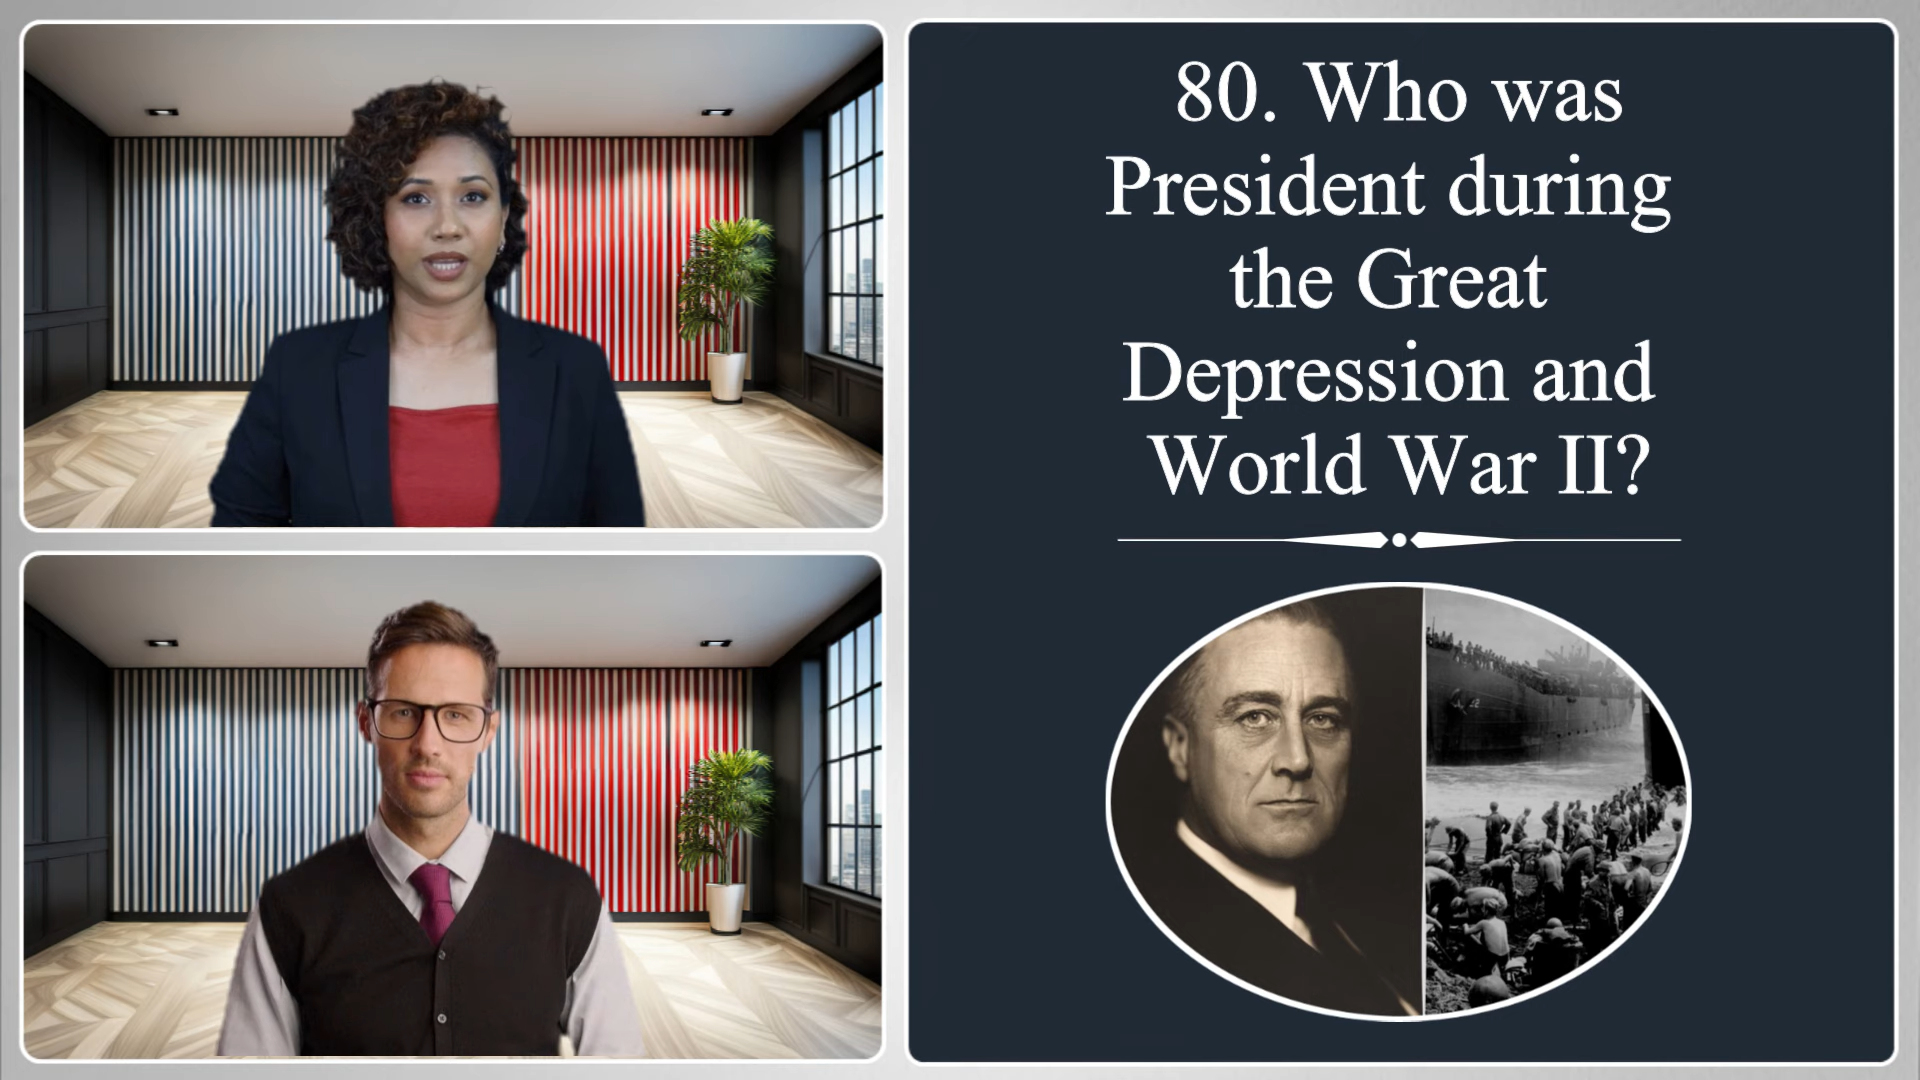 80. Who was
President during
the Great
Depression and
World War II?